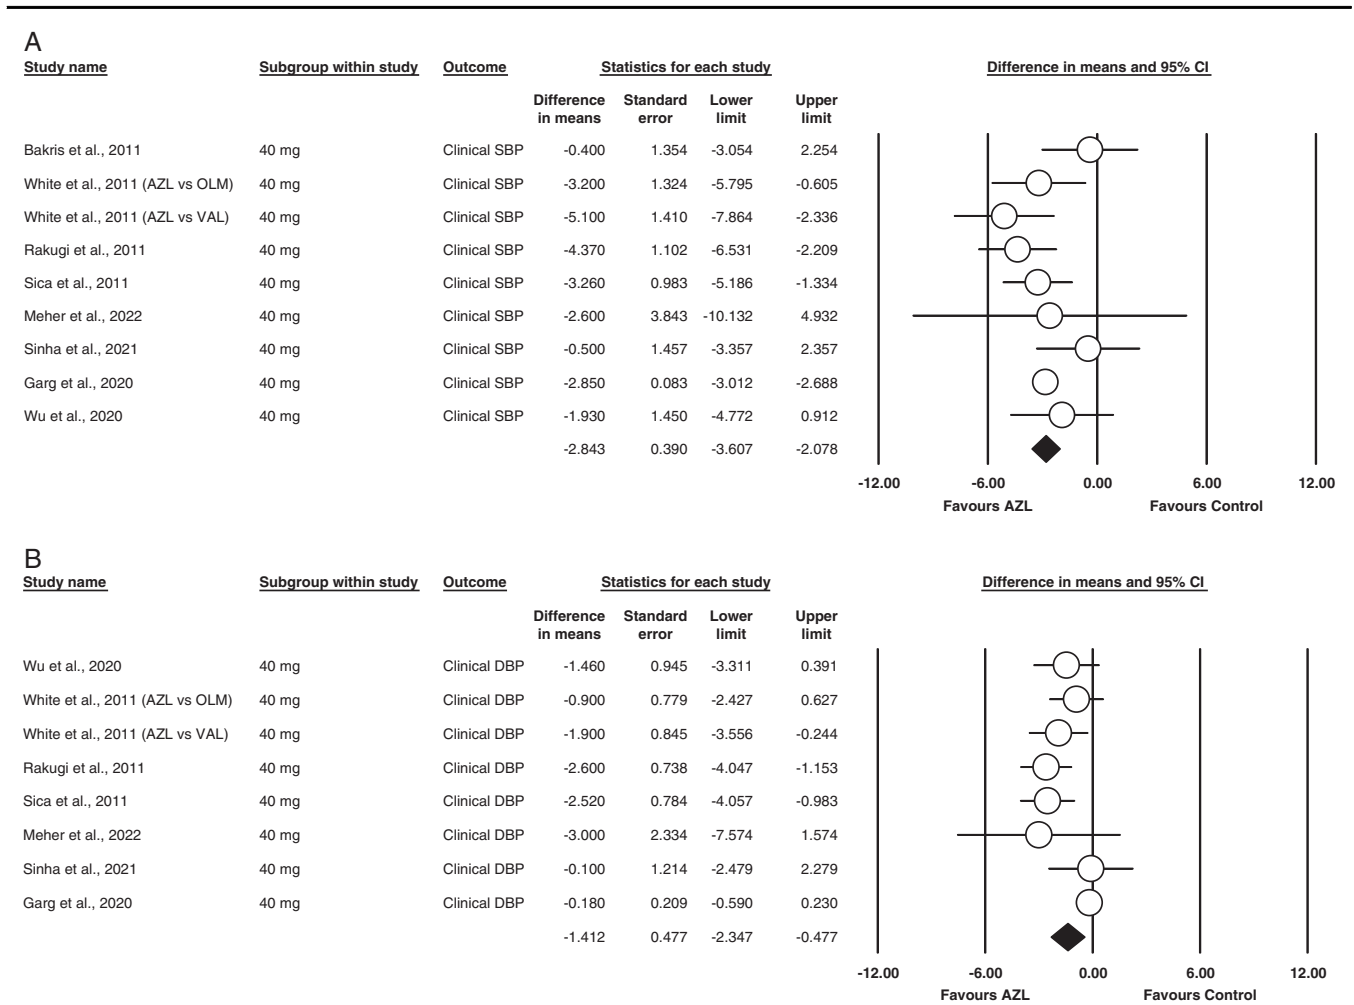 A
Study name Subgroup within study Outcome Statistics for each study Difference in means and 95% CI
Difference Standard Lower Upper
in means error limit limit
Bakris et al., 2011 40 mg Clinical SBP -0.400 1.354 -3.054 2.254
White et al., 2011 (AZL vs OLM) 40 mg Clinical SBP -3.200 1.324 -5.795 -0.605
White et al., 2011 (AZL vs VAL) 40 mg Clinical SBP -5.100 1.410 -7.864 -2.336
Rakugi et al., 2011 40 mg Clinical SBP -4.370 1.102 -6.531 -2.209
Sica et al., 2011 40 mg Clinical SBP -3.260 0.983 -5.186 -1.334
Meher et al., 2022 40 mg Clinical SBP -2.600 3.843 -10.132 4.932
Sinha et al., 2021 40 mg Clinical SBP -0.500 1.457 -3.357 2.357
Garg et al., 2020 40 mg Clinical SBP -2.850 0.083 -3.012 -2.688
Wu et al., 2020 40 mg Clinical SBP -1.930 1.450 -4.772 0.912
-2.843 0.390 -3.607 -2.078
-12.00 -6.00 0.00 6.00 12.00
Favours AZL Favours Control
B
Study name Subgroup within study Outcome Statistics for each study Difference in means and 95% CI
Difference Standard Lower Upper
in means error limit limit
Wu et al., 2020 40 mg Clinical DBP -1.460 0.945 -3.311 0.391
White et al., 2011 (AZL vs OLM) 40 mg Clinical DBP -0.900 0.779 -2.427 0.627
White et al., 2011 (AZL vs VAL) 40 mg Clinical DBP -1.900 0.845 -3.556 -0.244
Rakugi et al., 2011 40 mg Clinical DBP -2.600 0.738 -4.047 -1.153
Sica et al., 2011 40 mg Clinical DBP -2.520 0.784 -4.057 -0.983
Meher et al., 2022 40 mg Clinical DBP -3.000 2.334 -7.574 1.574
Sinha et al., 2021 40 mg Clinical DBP -0.100 1.214 -2.479 2.279
Garg et al., 2020 40 mg Clinical DBP -0.180 0.209 -0.590 0.230
-1.412 0.477 -2.347 -0.477
-12.00 -6.00 0.00 6.00 12.00
Favours AZL Favours Control